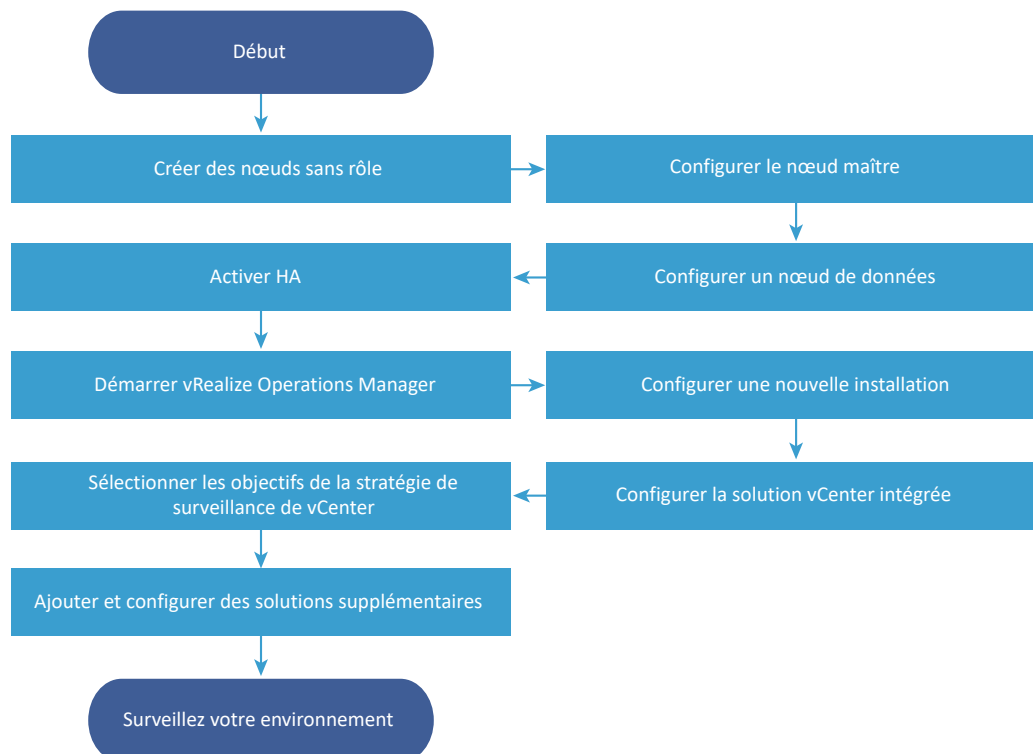 Début
Créer des nœuds sans rôle
Configurer le nœud maître
Configurer un nœud de données
Activer HA
Démarrer vRealize Operations Manager
Configurer une nouvelle installation
Configurer la solution vCenter intégrée
Sélectionner les objectifs de la stratégie de
surveillance de vCenter
Ajouter et configurer des solutions supplémentaires
Surveillez votre environnement